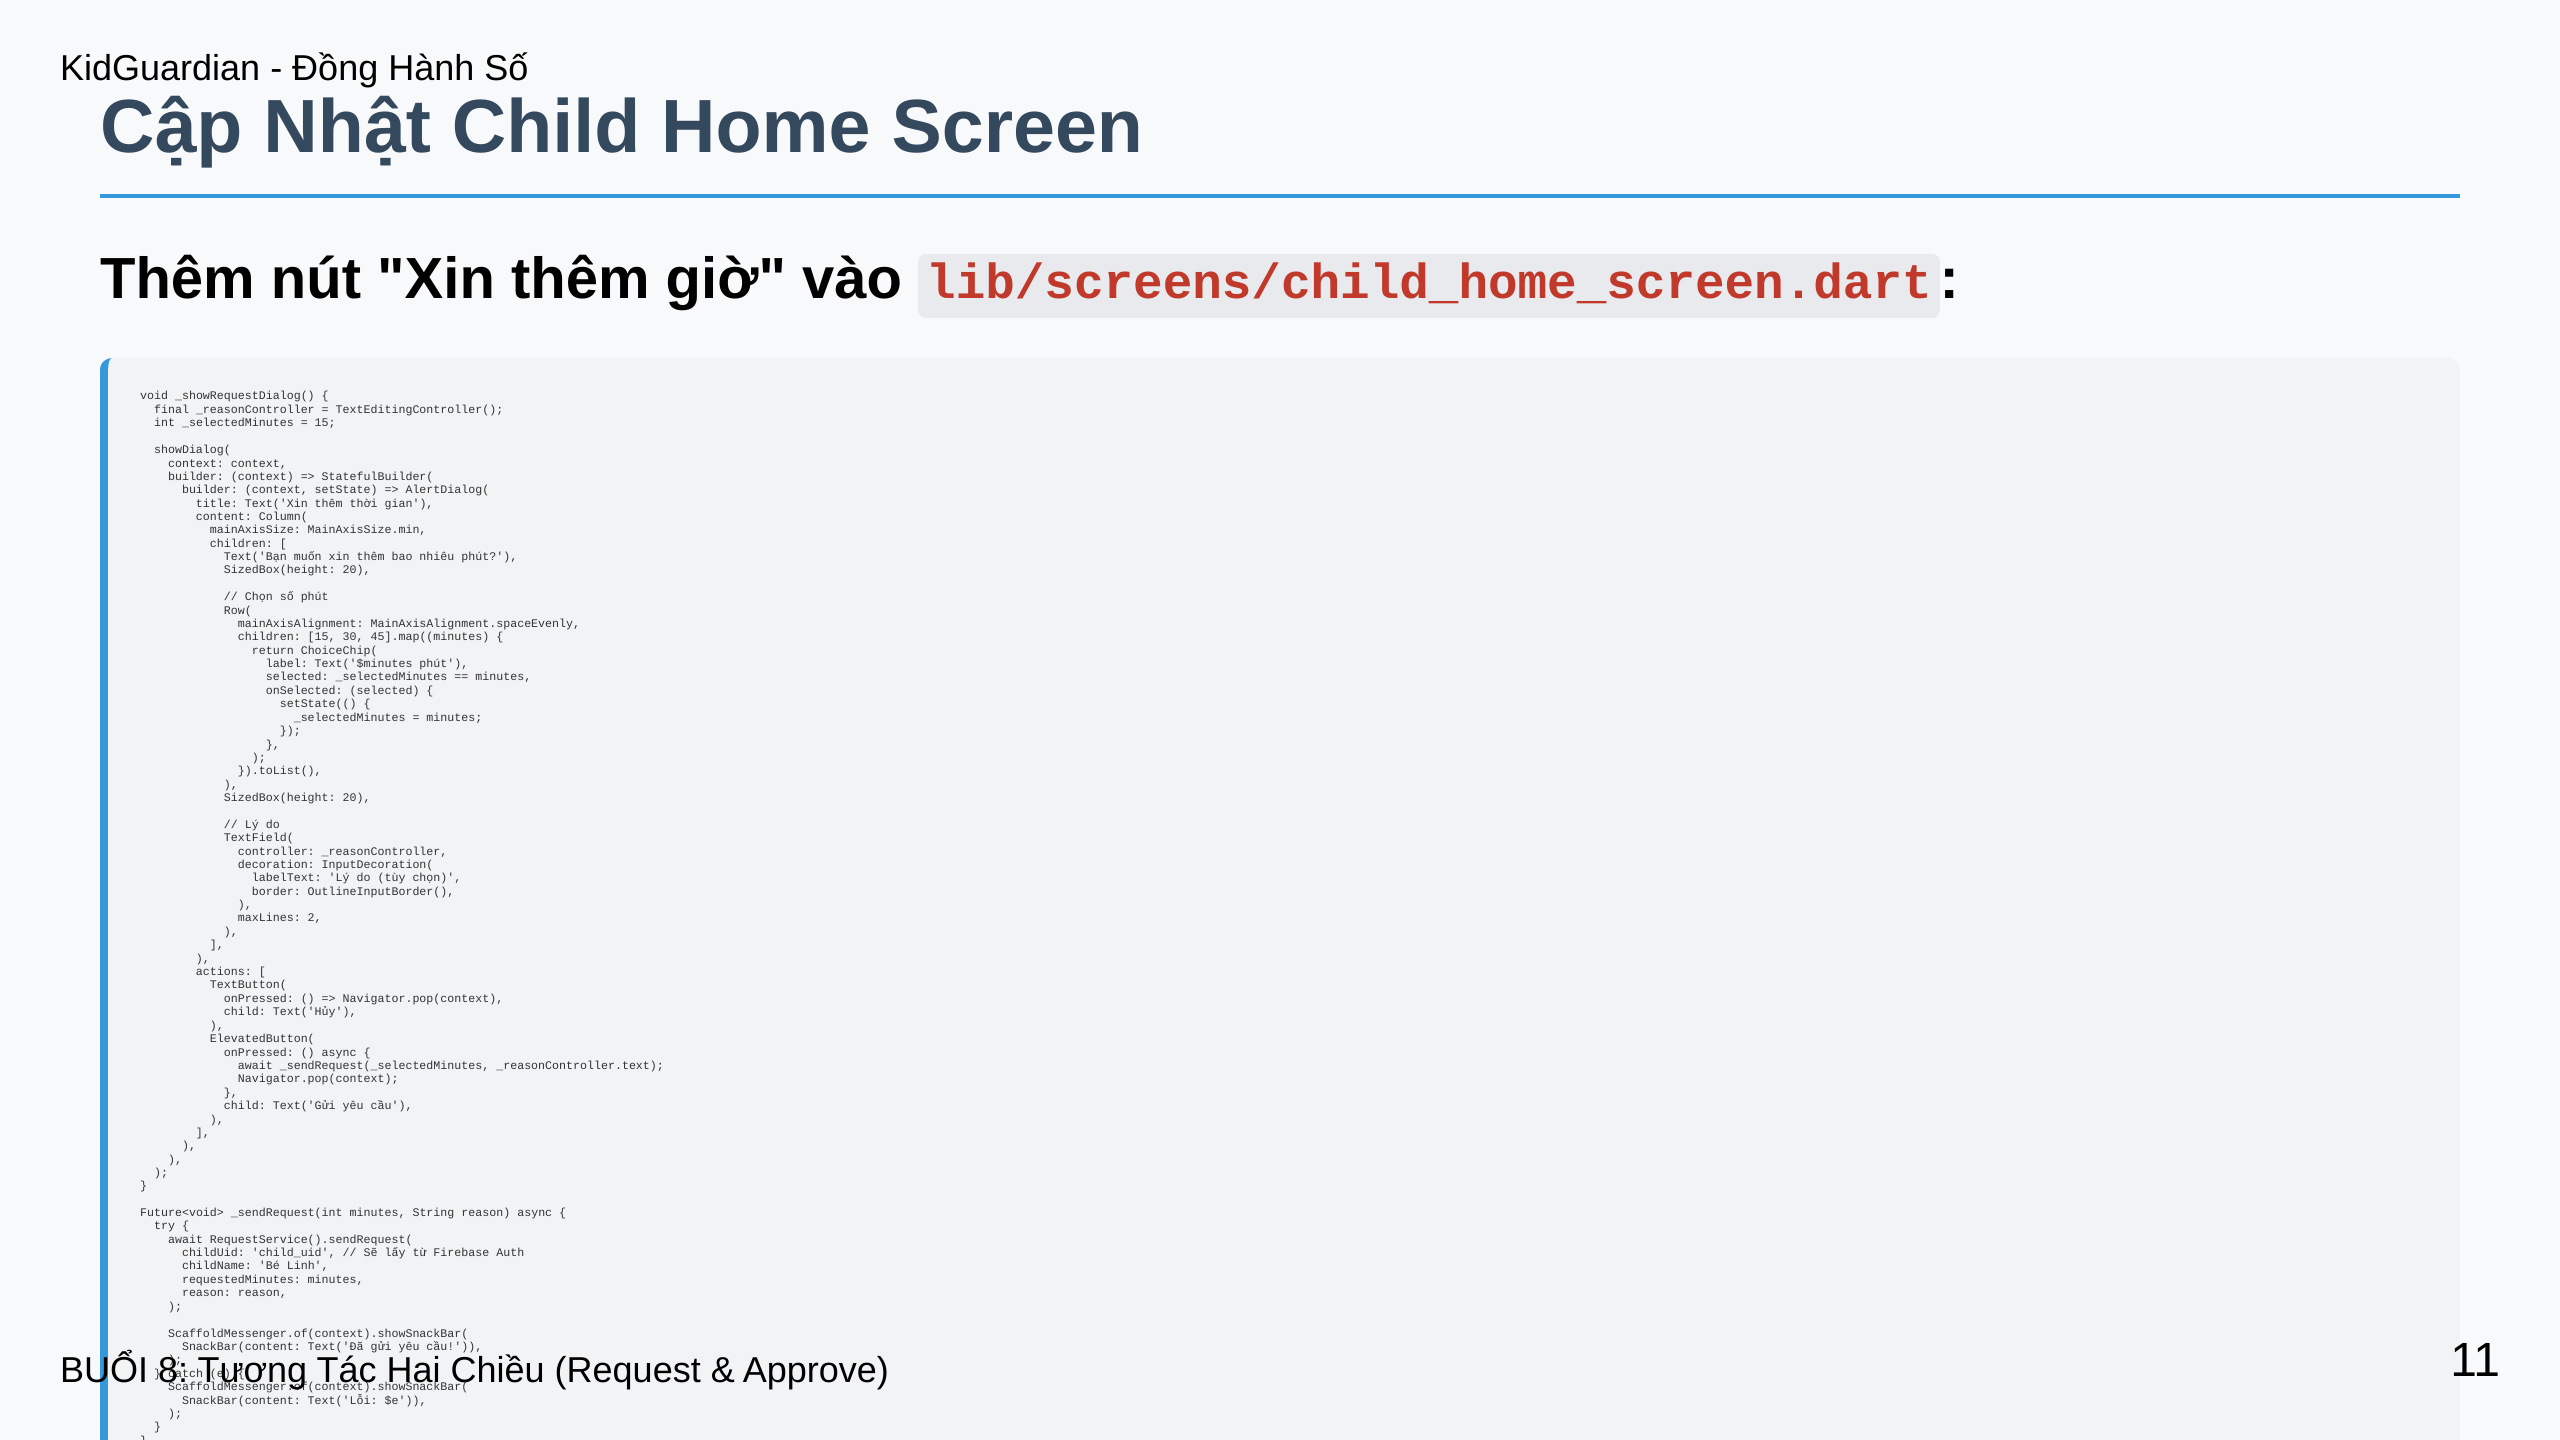 KidGuardian - Đồng Hành Số
Cập Nhật Child Home Screen
Thêm nút "Xin thêm giờ" vào lib/screens/child_home_screen.dart:
void _showRequestDialog() {
  final _reasonController = TextEditingController();
  int _selectedMinutes = 15;

  showDialog(
    context: context,
    builder: (context) => StatefulBuilder(
      builder: (context, setState) => AlertDialog(
        title: Text('Xin thêm thời gian'),
        content: Column(
          mainAxisSize: MainAxisSize.min,
          children: [
            Text('Bạn muốn xin thêm bao nhiêu phút?'),
            SizedBox(height: 20),

            // Chọn số phút
            Row(
              mainAxisAlignment: MainAxisAlignment.spaceEvenly,
              children: [15, 30, 45].map((minutes) {
                return ChoiceChip(
                  label: Text('$minutes phút'),
                  selected: _selectedMinutes == minutes,
                  onSelected: (selected) {
                    setState(() {
                      _selectedMinutes = minutes;
                    });
                  },
                );
              }).toList(),
            ),
            SizedBox(height: 20),

            // Lý do
            TextField(
              controller: _reasonController,
              decoration: InputDecoration(
                labelText: 'Lý do (tùy chọn)',
                border: OutlineInputBorder(),
              ),
              maxLines: 2,
            ),
          ],
        ),
        actions: [
          TextButton(
            onPressed: () => Navigator.pop(context),
            child: Text('Hủy'),
          ),
          ElevatedButton(
            onPressed: () async {
              await _sendRequest(_selectedMinutes, _reasonController.text);
              Navigator.pop(context);
            },
            child: Text('Gửi yêu cầu'),
          ),
        ],
      ),
    ),
  );
}

Future<void> _sendRequest(int minutes, String reason) async {
  try {
    await RequestService().sendRequest(
      childUid: 'child_uid', // Sẽ lấy từ Firebase Auth
      childName: 'Bé Linh',
      requestedMinutes: minutes,
      reason: reason,
    );

    ScaffoldMessenger.of(context).showSnackBar(
      SnackBar(content: Text('Đã gửi yêu cầu!')),
    );
  } catch (e) {
    ScaffoldMessenger.of(context).showSnackBar(
      SnackBar(content: Text('Lỗi: $e')),
    );
  }
}
BUỔI 8: Tương Tác Hai Chiều (Request & Approve)
11